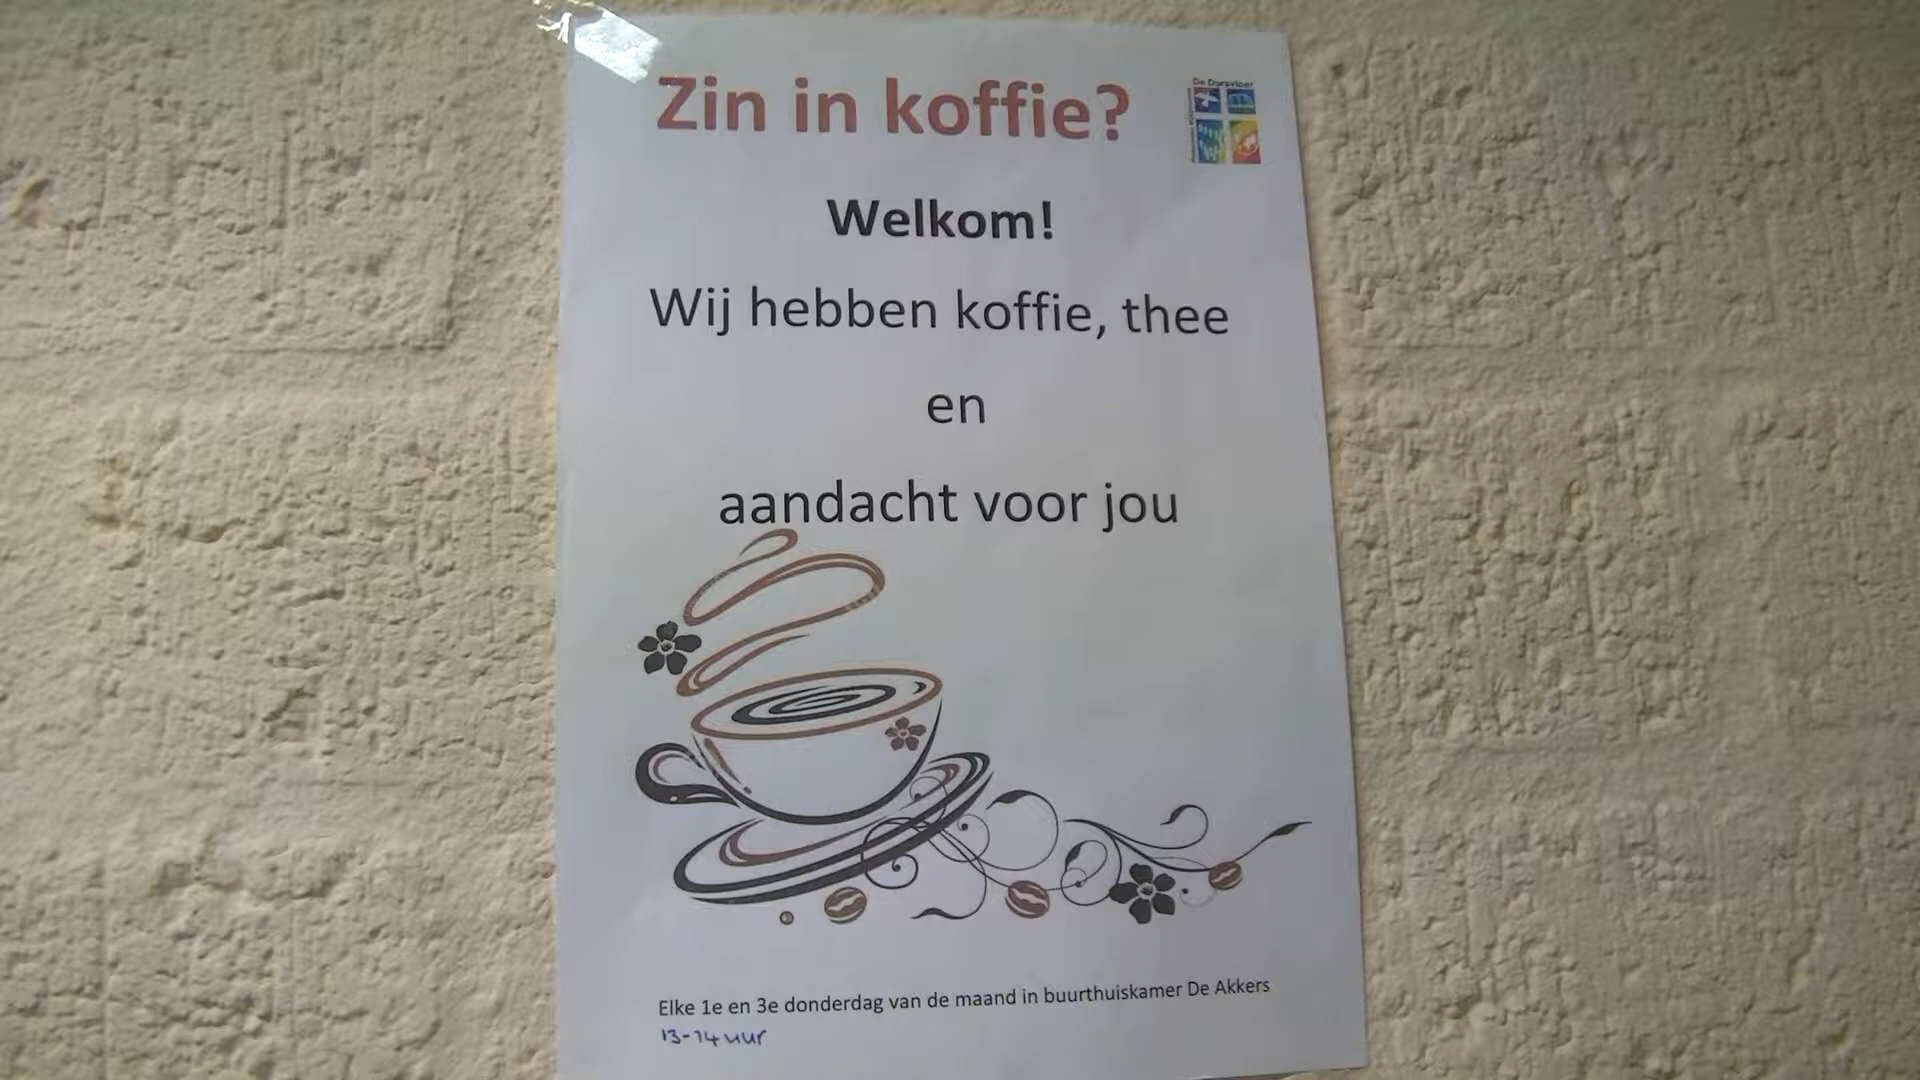 Zin in koffie?
De Dorsvloer
Welkom!
Wij hebben koffie, thee
en
aandacht voor jou
Elke 1e en 3e donderdag van de maand in buurthuiskamer De Akkers
13-14 uur